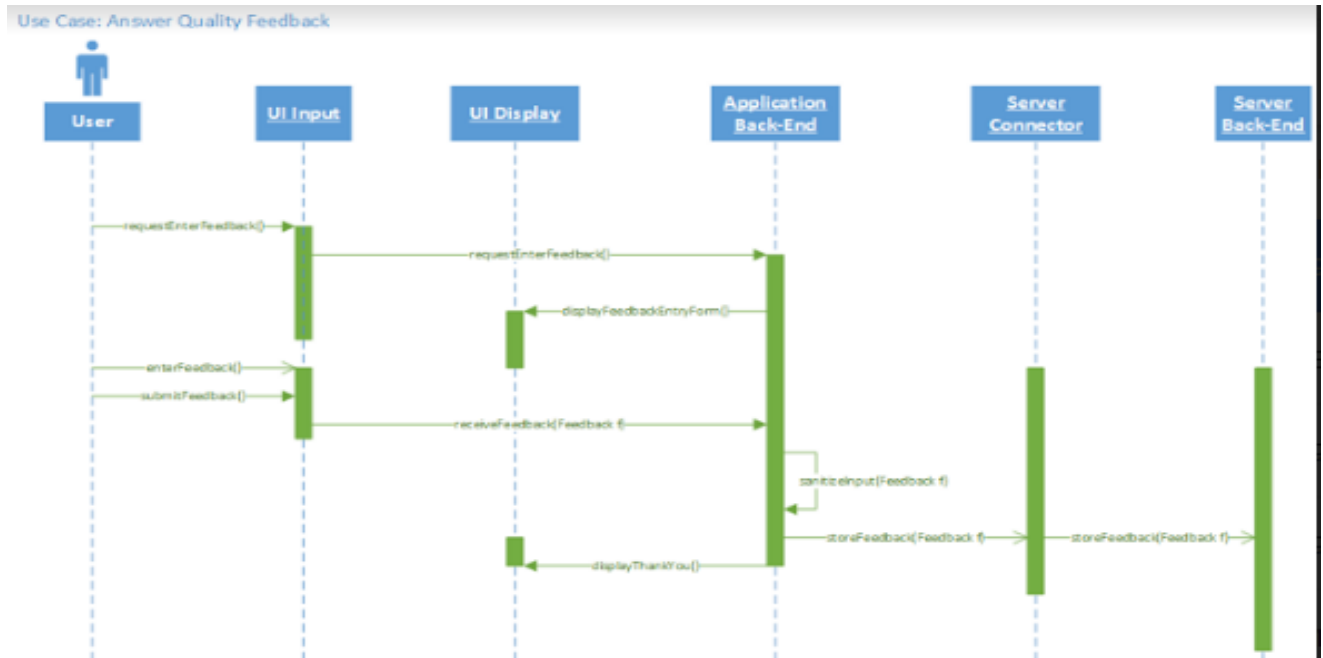 Use Case: Answer Quality Feedback
User
UI Input
UI Display
Application
Back-End
Server
Connector
Server
Back-End
requestEnterFeedback()
requestEnterFeedback()
displayFeedbackEntryForm()
enterFeedback()
submitFeedback()
receiveFeedback(Feedback f)
sanitizeInput(Feedback f)
storeFeedback(Feedback f)
storeFeedback(Feedback f)
displayThankYou()